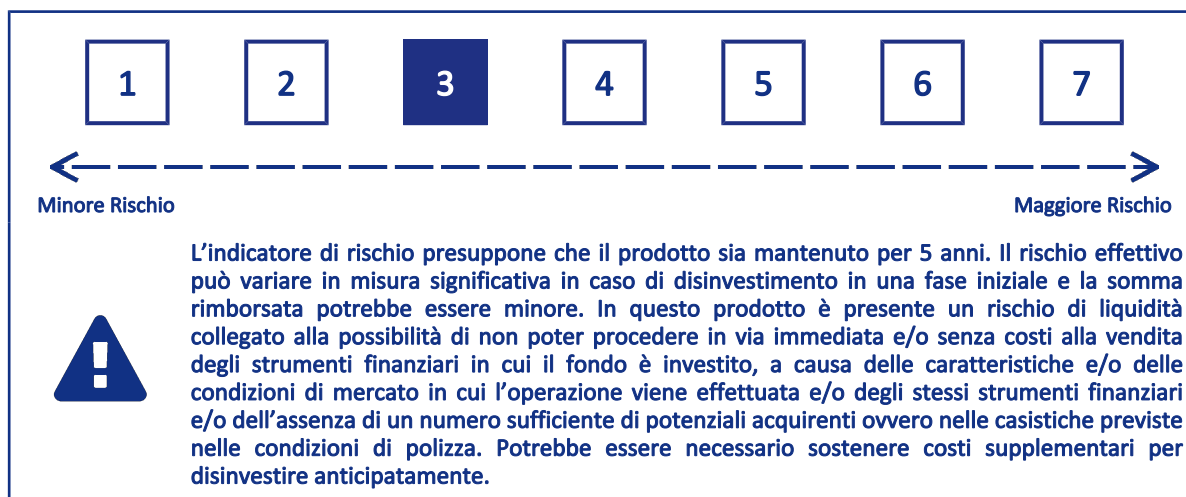 1 2 3 4 5 6 7
Minore Rischio Maggiore Rischio
L’indicatore di rischio presuppone che il prodotto sia mantenuto per 5 anni. Il rischio effettivo
può variare in misura significativa in caso di disinvestimento in una fase iniziale e la somma
rimborsata potrebbe essere minore. In questo prodotto è presente un rischio di liquidità
collegato alla possibilità di non poter procedere in via immediata e/o senza costi alla vendita
degli strumenti finanziari in cui il fondo è investito, a causa delle caratteristiche e/o delle
condizioni di mercato in cui l’operazione viene effettuata e/o degli stessi strumenti finanziari
e/o dell’assenza di un numero sufficiente di potenziali acquirenti ovvero nelle casistiche previste
nelle condizioni di polizza. Potrebbe essere necessario sostenere costi supplementari per
disinvestire anticipatamente.